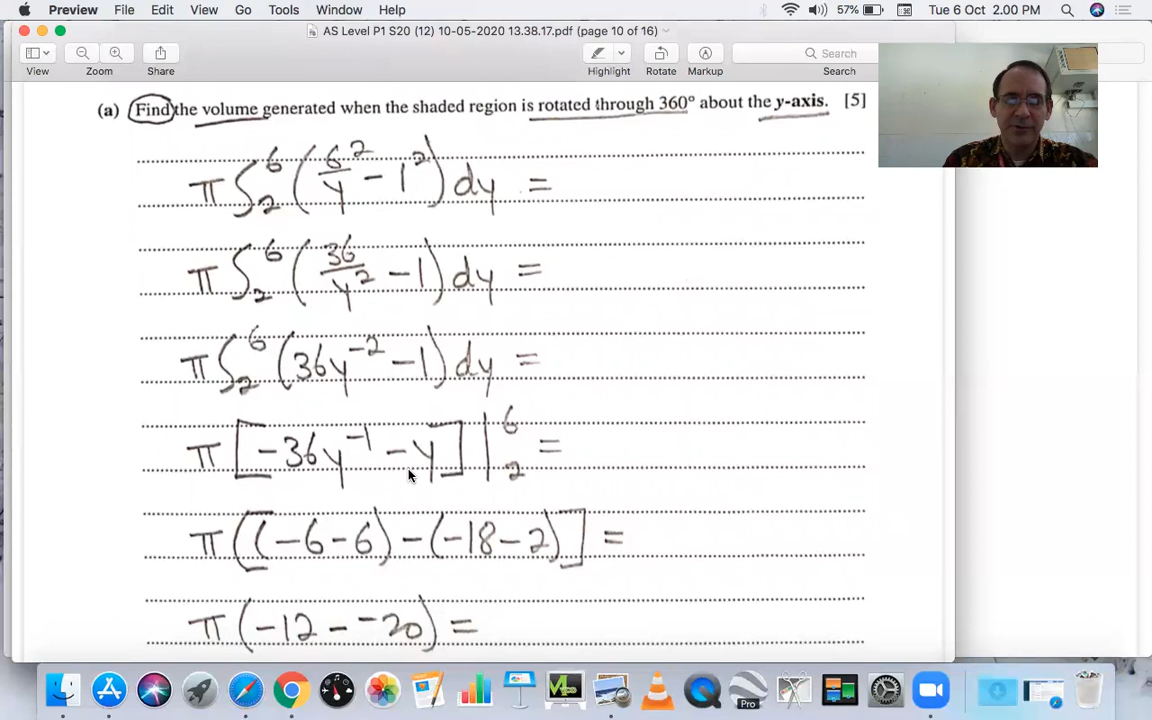 Preview File Edit View Go Tools Window Help 57% Tue 6 Oct 2.00 PM
AS Level P1 S20 (12) 10-05-2020 13.38.17.pdf (page 10 of 16)
View Zoom Share Highlight Rotate Markup Search
Search
(a) Find the volume generated when the shaded region is rotated through 360° about the y-axis. [5]
π∫₂⁶ (6²/y − 1²) dy =
π∫₂⁶ (36/y² − 1) dy =
π∫₂⁶ (36y⁻² − 1) dy =
π[−36y⁻¹ − y]|₂⁶ =
π((−6−6) − (−18−2)] =
π(−12 − −20) =
Pro